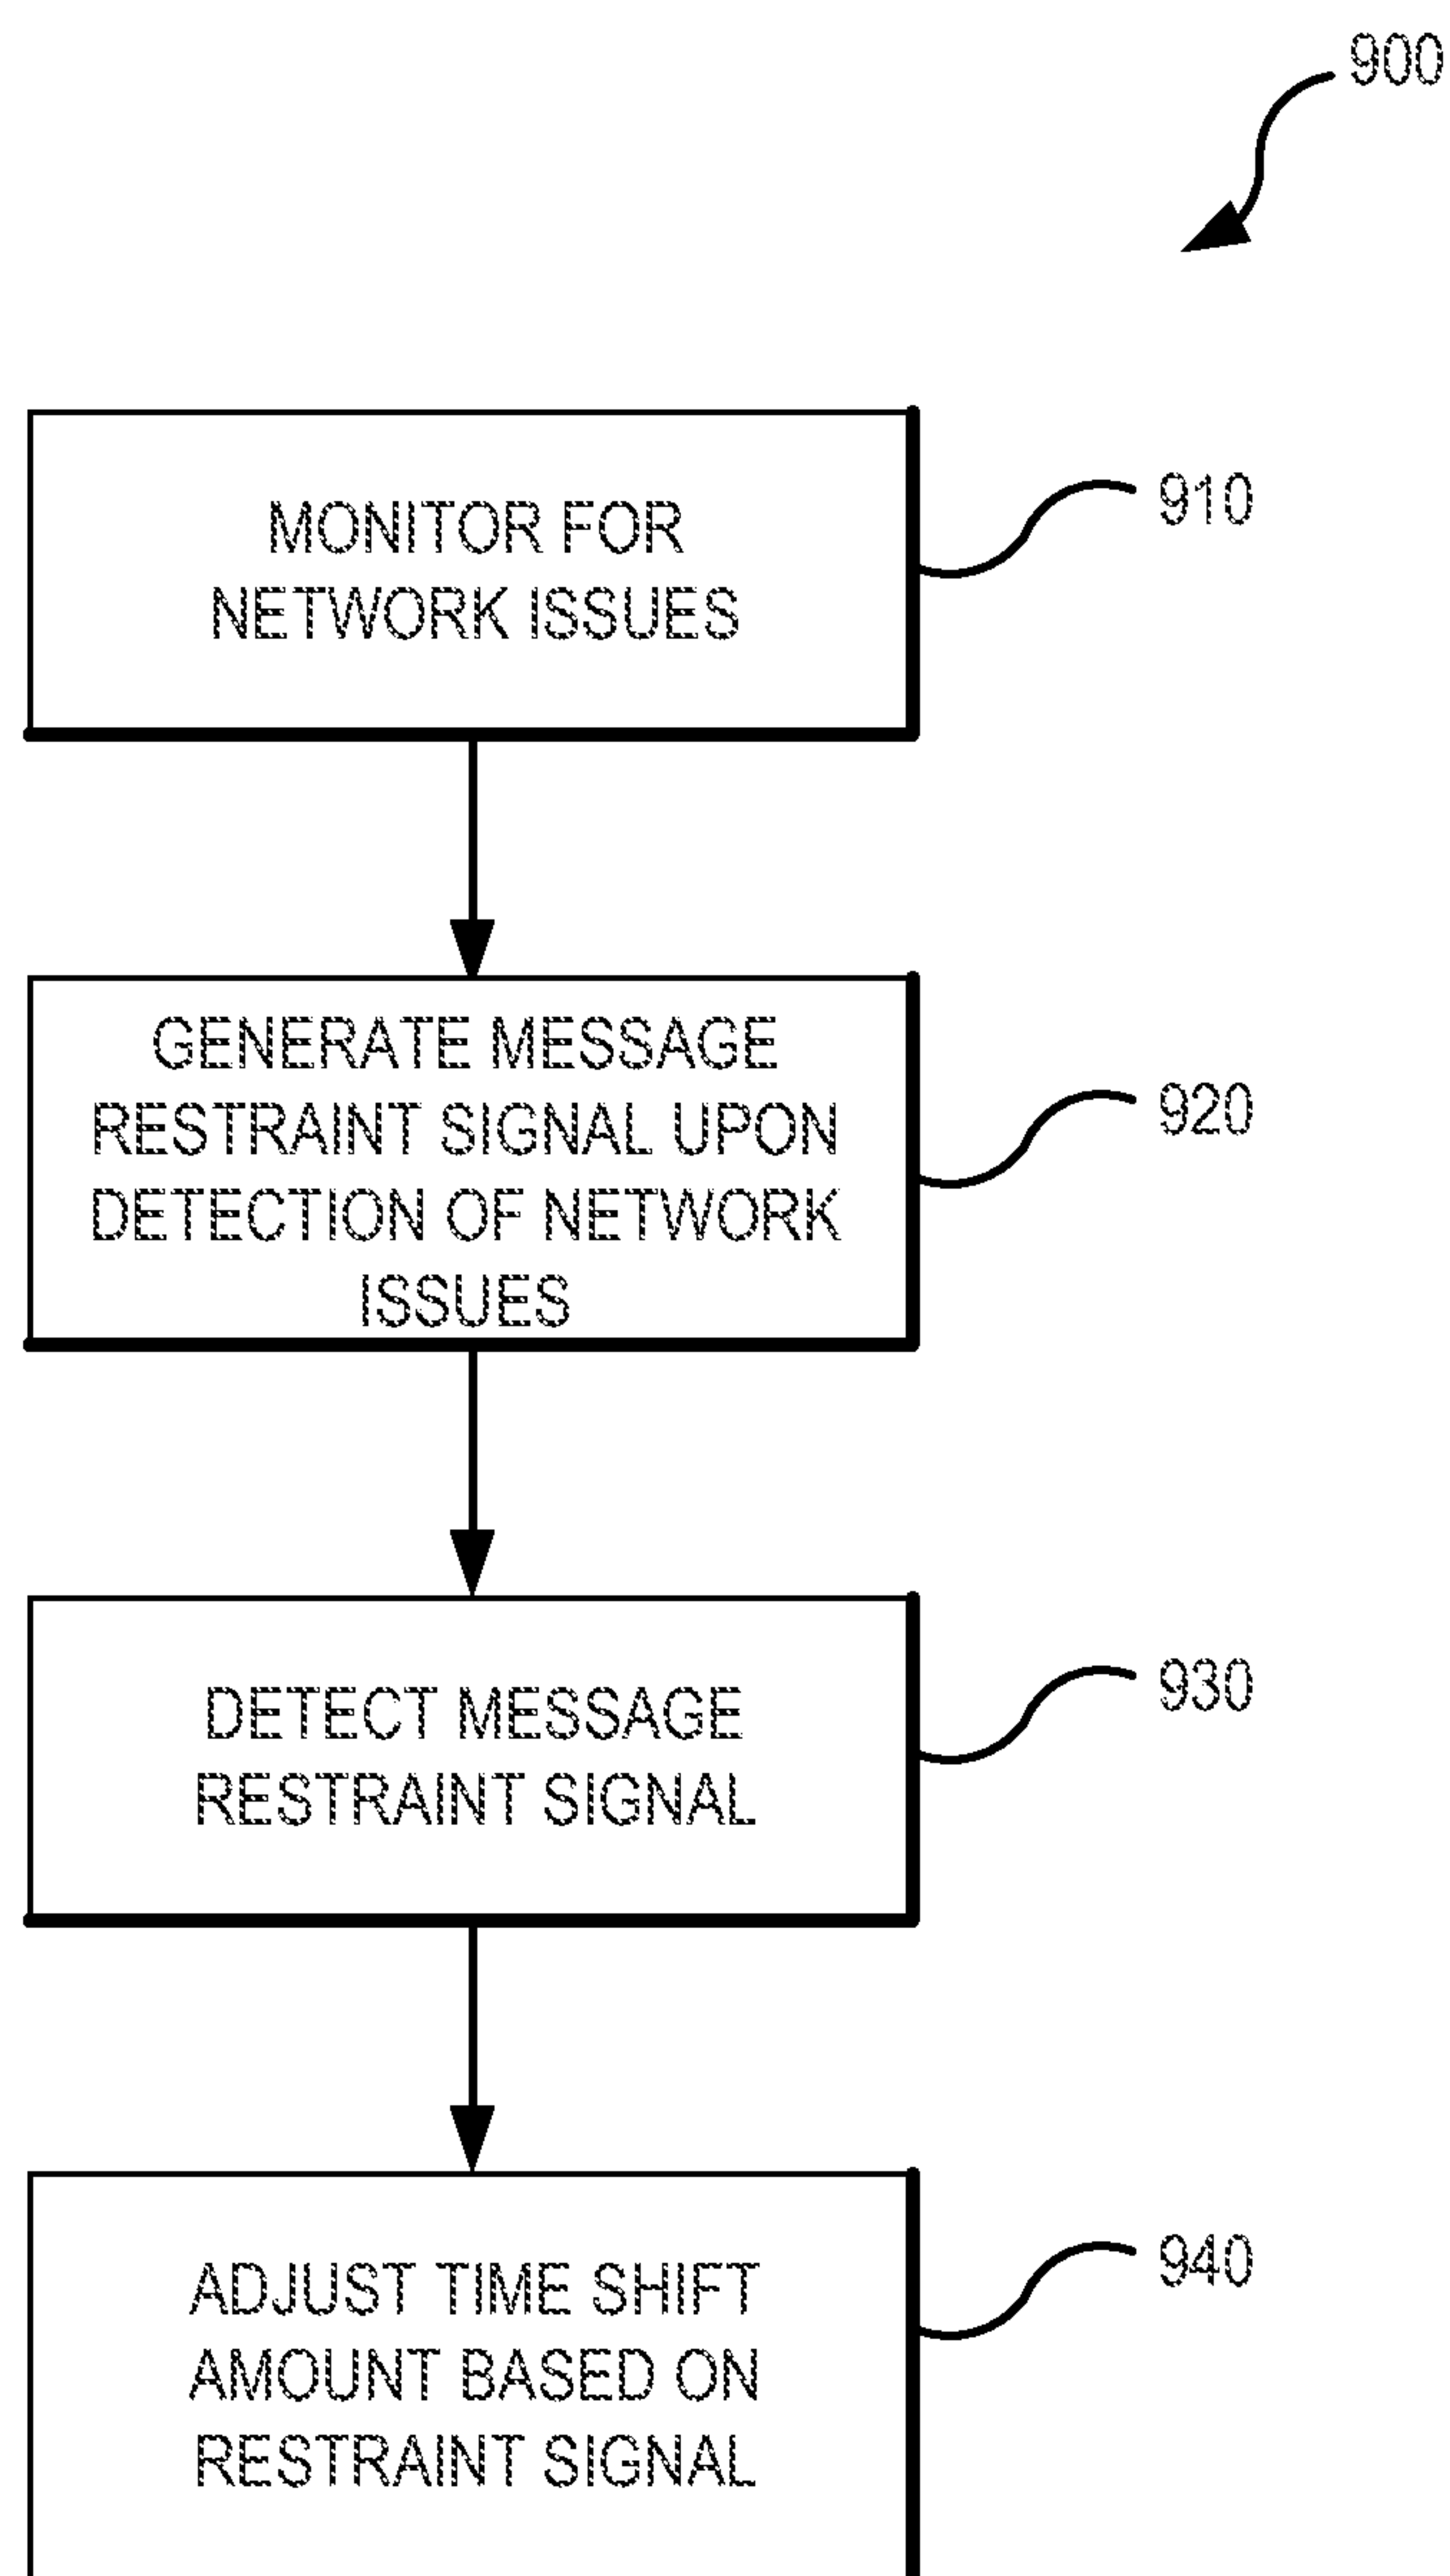 900
MONITOR FOR
NETWORK ISSUES
910
GENERATE MESSAGE
RESTRAINT SIGNAL UPON
DETECTION OF NETWORK
ISSUES
920
DETECT MESSAGE
RESTRAINT SIGNAL
930
ADJUST TIME SHIFT
AMOUNT BASED ON
RESTRAINT SIGNAL
940